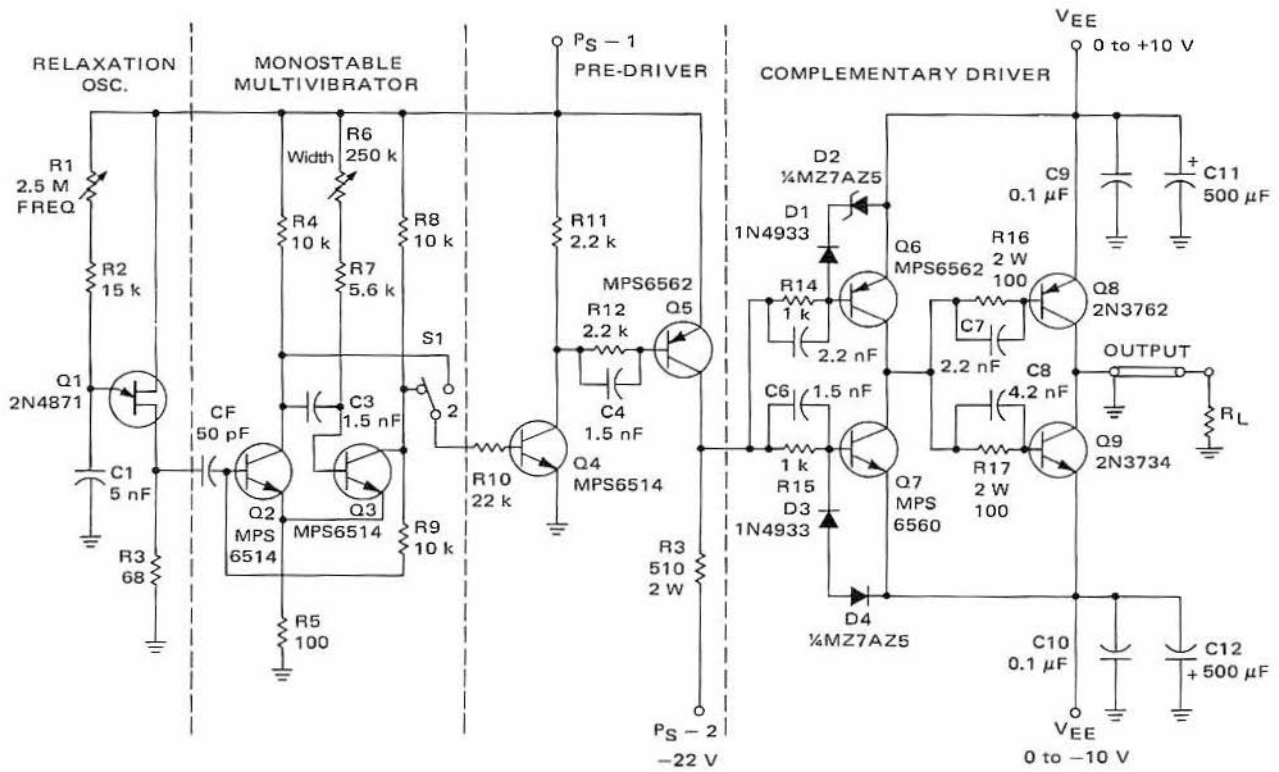 RELAXATION
OSC.
MONOSTABLE
MULTIVIBRATOR
PS – 1
PRE-DRIVER
COMPLEMENTARY DRIVER
VEE
0 to +10 V
R1
2.5 M
FREQ
R2
15 k
Q1
2N4871
C1
5 nF
R3
68
CF
50 pF
R4
10 k
Width
R6
250 k
R7
5.6 k
R8
10 k
C3
1.5 nF
Q2
MPS
6514
Q3
MPS6514
R9
10 k
R5
100
S1
2
R10
22 k
R11
2.2 k
Q4
MPS6514
R12
2.2 k
C4
1.5 nF
MPS6562
Q5
R3
510
2 W
PS – 2
–22 V
D2
¼MZ7AZ5
D1
1N4933
R14
1 k
2.2 nF
Q6
MPS6562
C6
1.5 nF
1 k
R15
D3
1N4933
Q7
MPS
6560
D4
¼MZ7AZ5
C9
0.1 µF
+
C11
500 µF
R16
2 W
100
C7
2.2 nF
Q8
2N3762
C8
4.2 nF
R17
2 W
100
Q9
2N3734
OUTPUT
RL
C10
0.1 µF
+
C12
500 µF
VEE
0 to –10 V